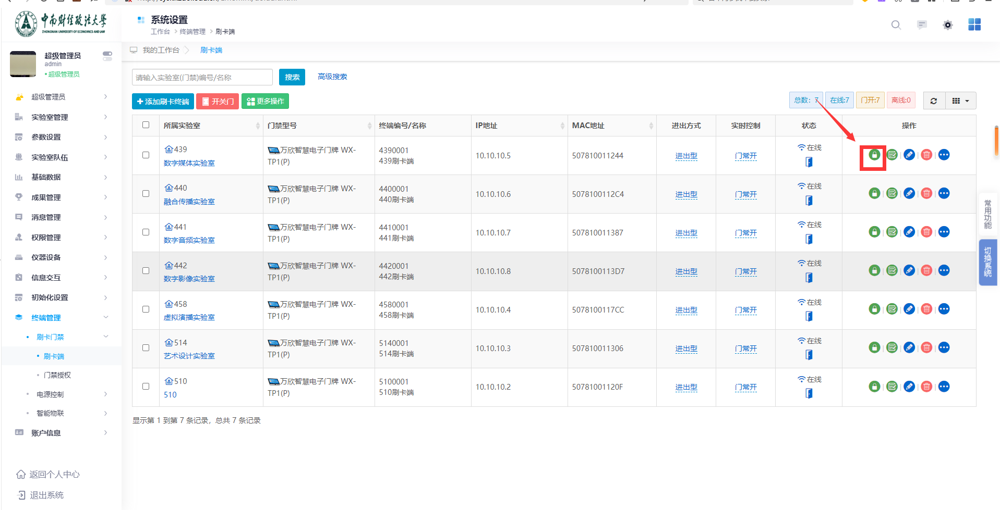 中南财经政法大学
ZHONGNAN UNIVERSITY OF ECONOMICS AND LAW
系统设置
工作台 > 终端管理 > 刷卡端
超级管理员
admin
•超级管理员
我的工作台
刷卡端
请输入实验室(门禁)编号/名称
搜索
高级搜索
添加刷卡终端
开关门
更多操作
总数：7
在线:7
门开:7
离线:0
超级管理员
实验室管理
参数设置
实验室队伍
基础数据
成果管理
消息管理
权限管理
仪器设备
信息交互
初始化设置
终端管理
刷卡门禁
刷卡端
门禁授权
电源控制
智能物联
账户信息
返回个人中心
退出系统
所属实验室 门禁型号 终端编号/名称 IP地址 MAC地址 进出方式 实时控制 状态 操作
439 万欣智慧电子门牌 WX- 4390001 10.10.10.5 507810011244 进出型 门常开 在线
数字媒体实验室 TP1(P) 439刷卡端
440 万欣智慧电子门牌 WX- 4400001 10.10.10.6 5078100112C4 进出型 门常开 在线
融合传播实验室 TP1(P) 440刷卡端
441 万欣智慧电子门牌 WX- 4410001 10.10.10.7 507810011387 进出型 门常开 在线
数字音频实验室 TP1(P) 441刷卡端
442 万欣智慧电子门牌 WX- 4420001 10.10.10.8 5078100113D7 进出型 门常开 在线
数字影像实验室 TP1(P) 442刷卡端
458 万欣智慧电子门牌 WX- 4580001 10.10.10.4 5078100117CC 进出型 门常开 在线
虚拟演播实验室 TP1(P) 458刷卡端
514 万欣智慧电子门牌 WX- 5140001 10.10.10.3 507810011306 进出型 门常开 在线
艺术设计实验室 TP1(P) 514刷卡端
510 万欣智慧电子门牌 WX- 5100001 10.10.10.2 50781001120F 进出型 门常开 在线
510 TP1(P) 510刷卡端
显示第 1 到第 7 条记录，总共 7 条记录
常用功能
切换系统